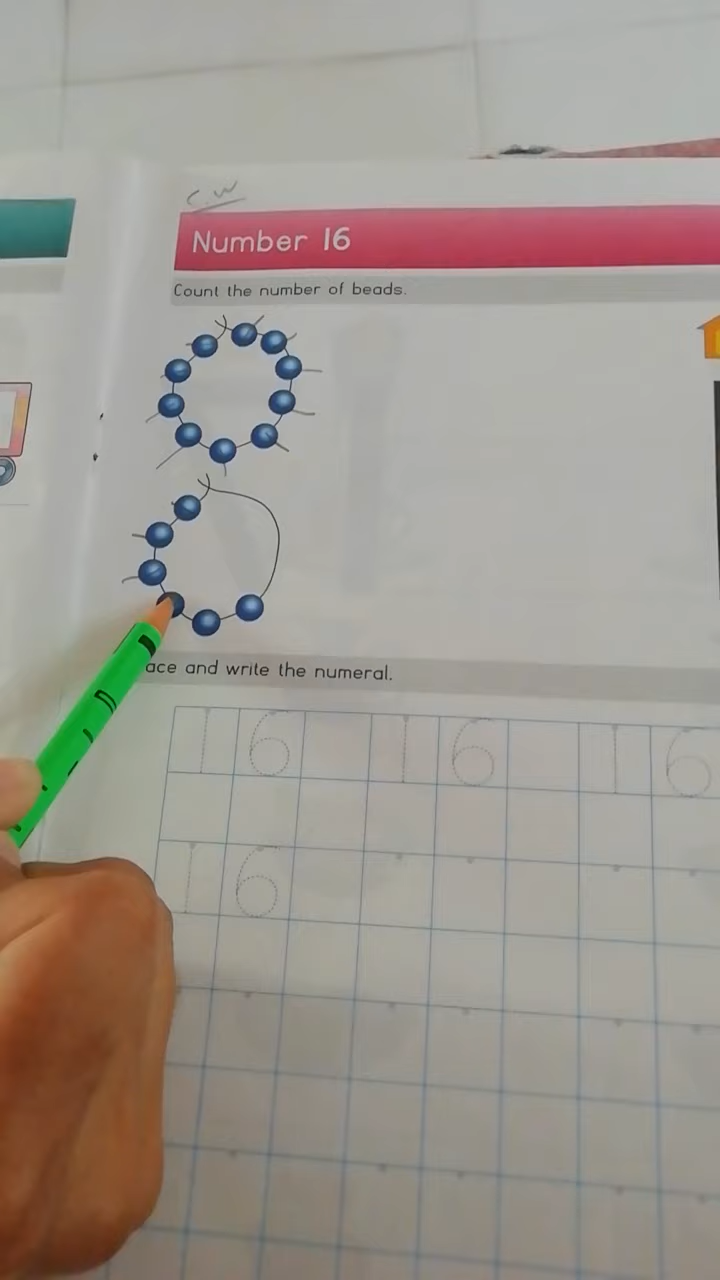 C.W
Number 16
Count the number of beads.
ace and write the numeral.
16 16 16
16